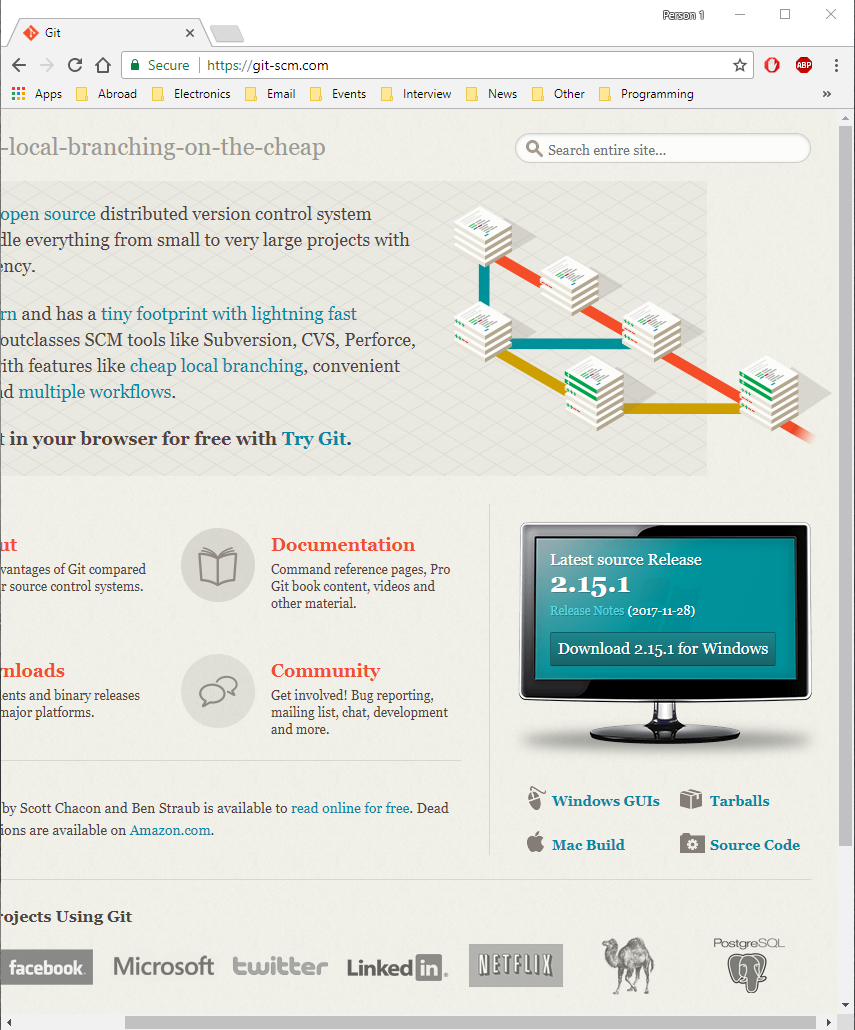 Person 1
Git
Secure
https://git-scm.com
ABP
Apps
Abroad
Electronics
Email
Events
Interview
News
Other
Programming
»
-local-branching-on-the-cheap
Search entire site...
open source distributed version control system
dle everything from small to very large projects with
ency.
rn and has a tiny footprint with lightning fast
outclasses SCM tools like Subversion, CVS, Perforce,
ith features like cheap local branching, convenient
nd multiple workflows.
t in your browser for free with Try Git.
ut
vantages of Git compared
r source control systems.
Documentation
Command reference pages, Pro
Git book content, videos and
other material.
wnloads
ents and binary releases
major platforms.
Community
Get involved! Bug reporting,
mailing list, chat, development
and more.
Latest source Release
2.15.1
Release Notes (2017-11-28)
Download 2.15.1 for Windows
Windows GUIs
Tarballs
Mac Build
Source Code
by Scott Chacon and Ben Straub is available to read online for free. Dead
ions are available on Amazon.com.
rojects Using Git
facebook.
Microsoft
twitter
Linked in.
NETFLIX
PostgreSQL